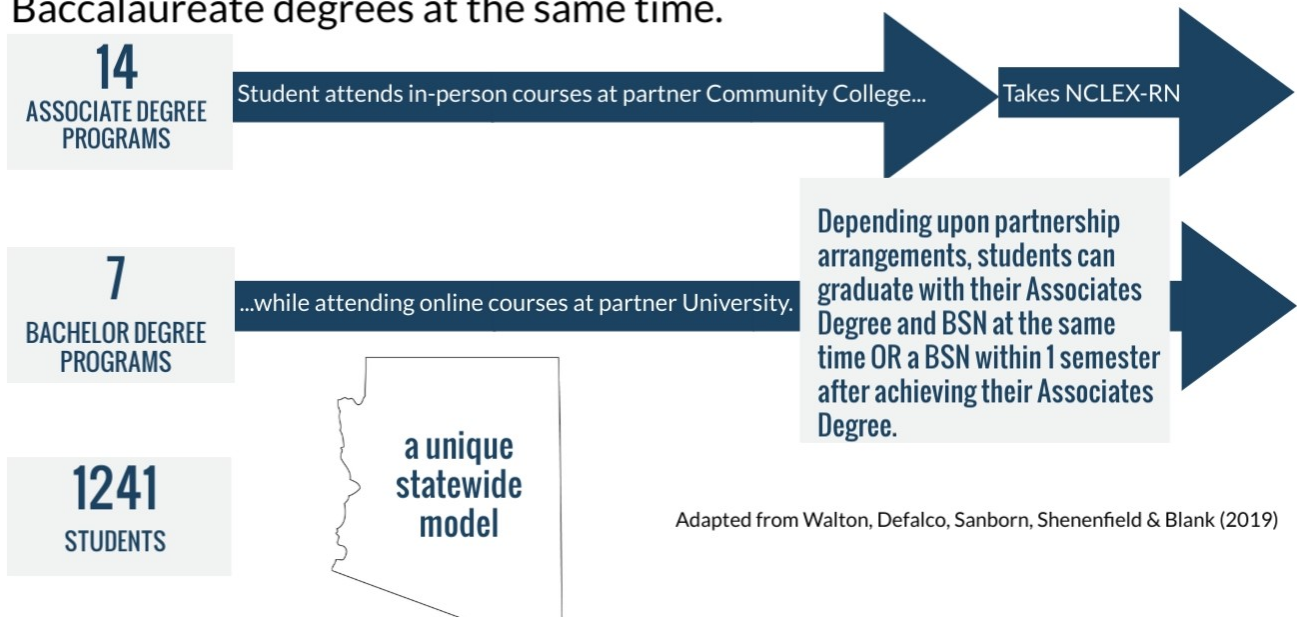 Baccalaureate degrees at the same time.
14
ASSOCIATE DEGREE
PROGRAMS
Student attends in-person courses at partner Community College...
Takes NCLEX-RN
7
BACHELOR DEGREE
PROGRAMS
...while attending online courses at partner University.
Depending upon partnership
arrangements, students can
graduate with their Associates
Degree and BSN at the same
time OR a BSN within 1 semester
after achieving their Associates
Degree.
1241
STUDENTS
a unique
statewide
model
Adapted from Walton, Defalco, Sanborn, Shenenfield & Blank (2019)